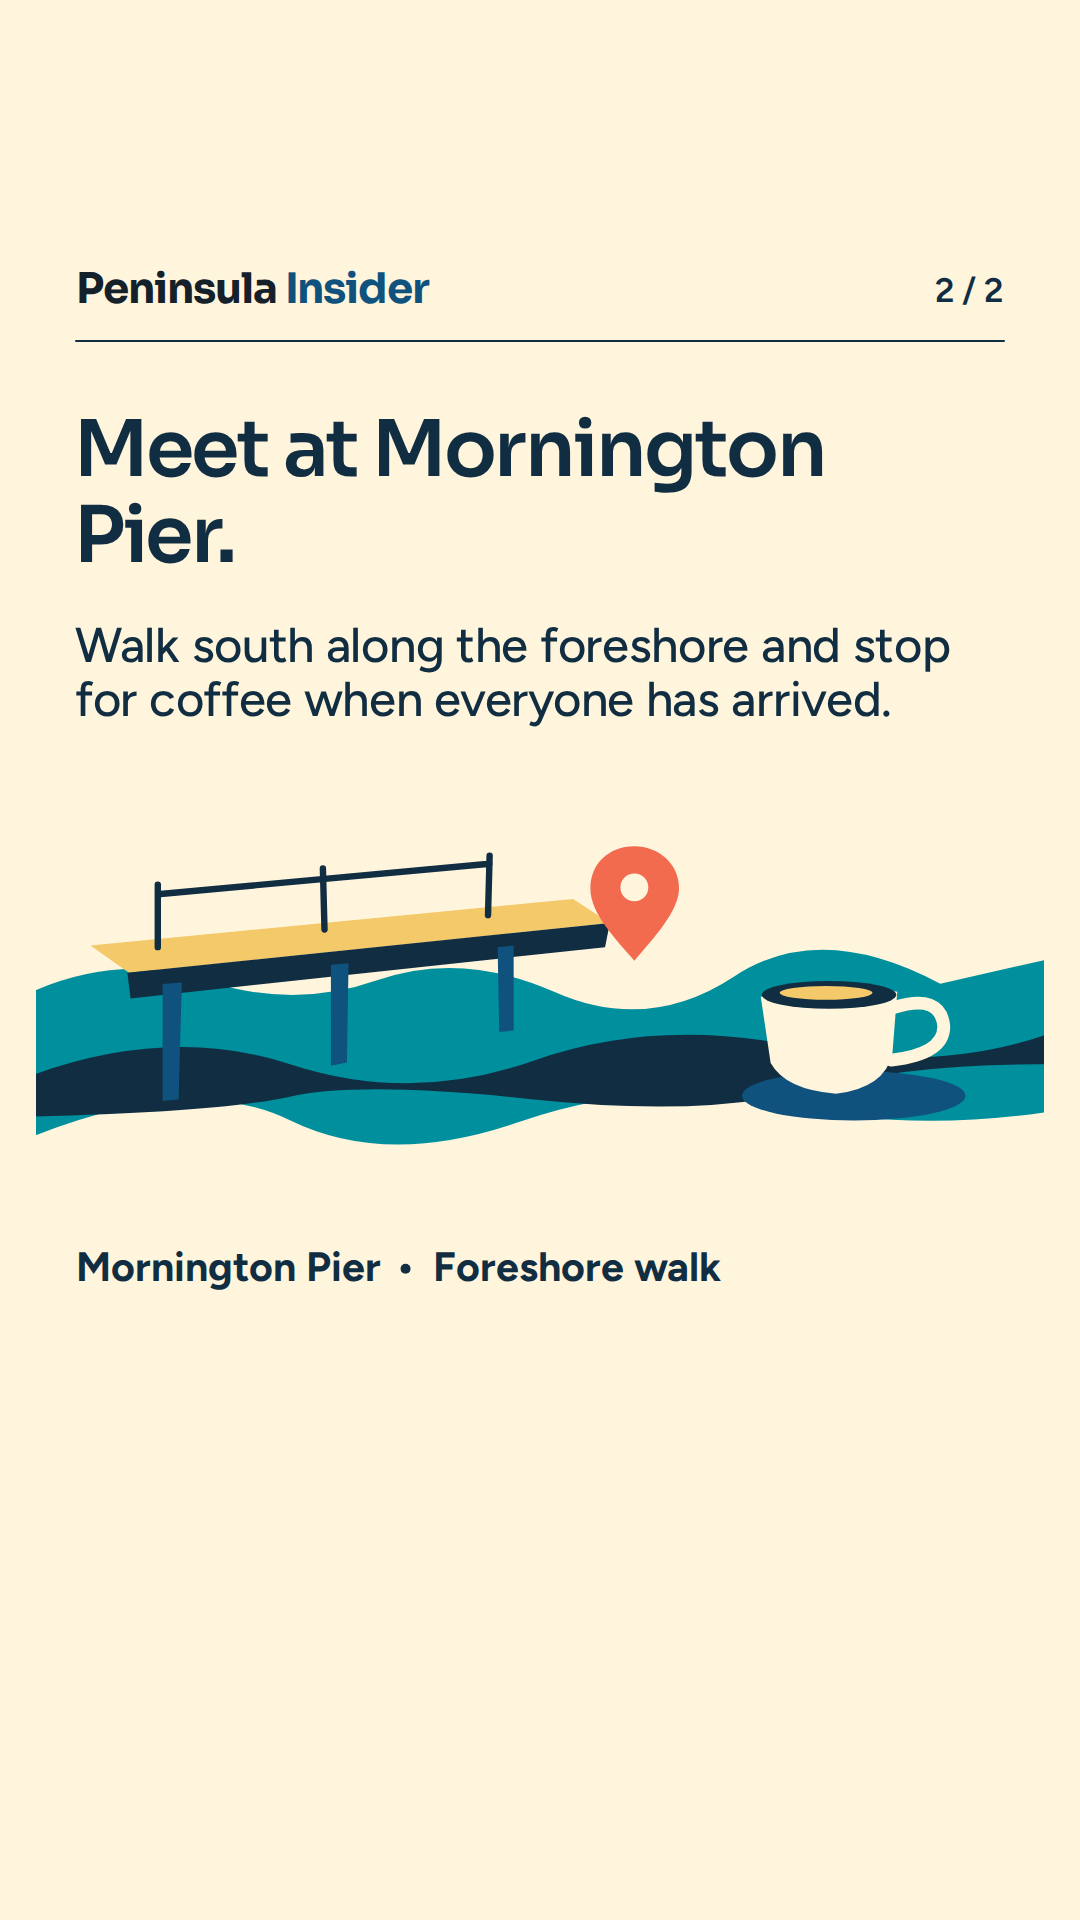 Peninsula Insider
2 / 2
Meet at Mornington
Pier.
Walk south along the foreshore and stop
for coffee when everyone has arrived.
Mornington Pier • Foreshore walk